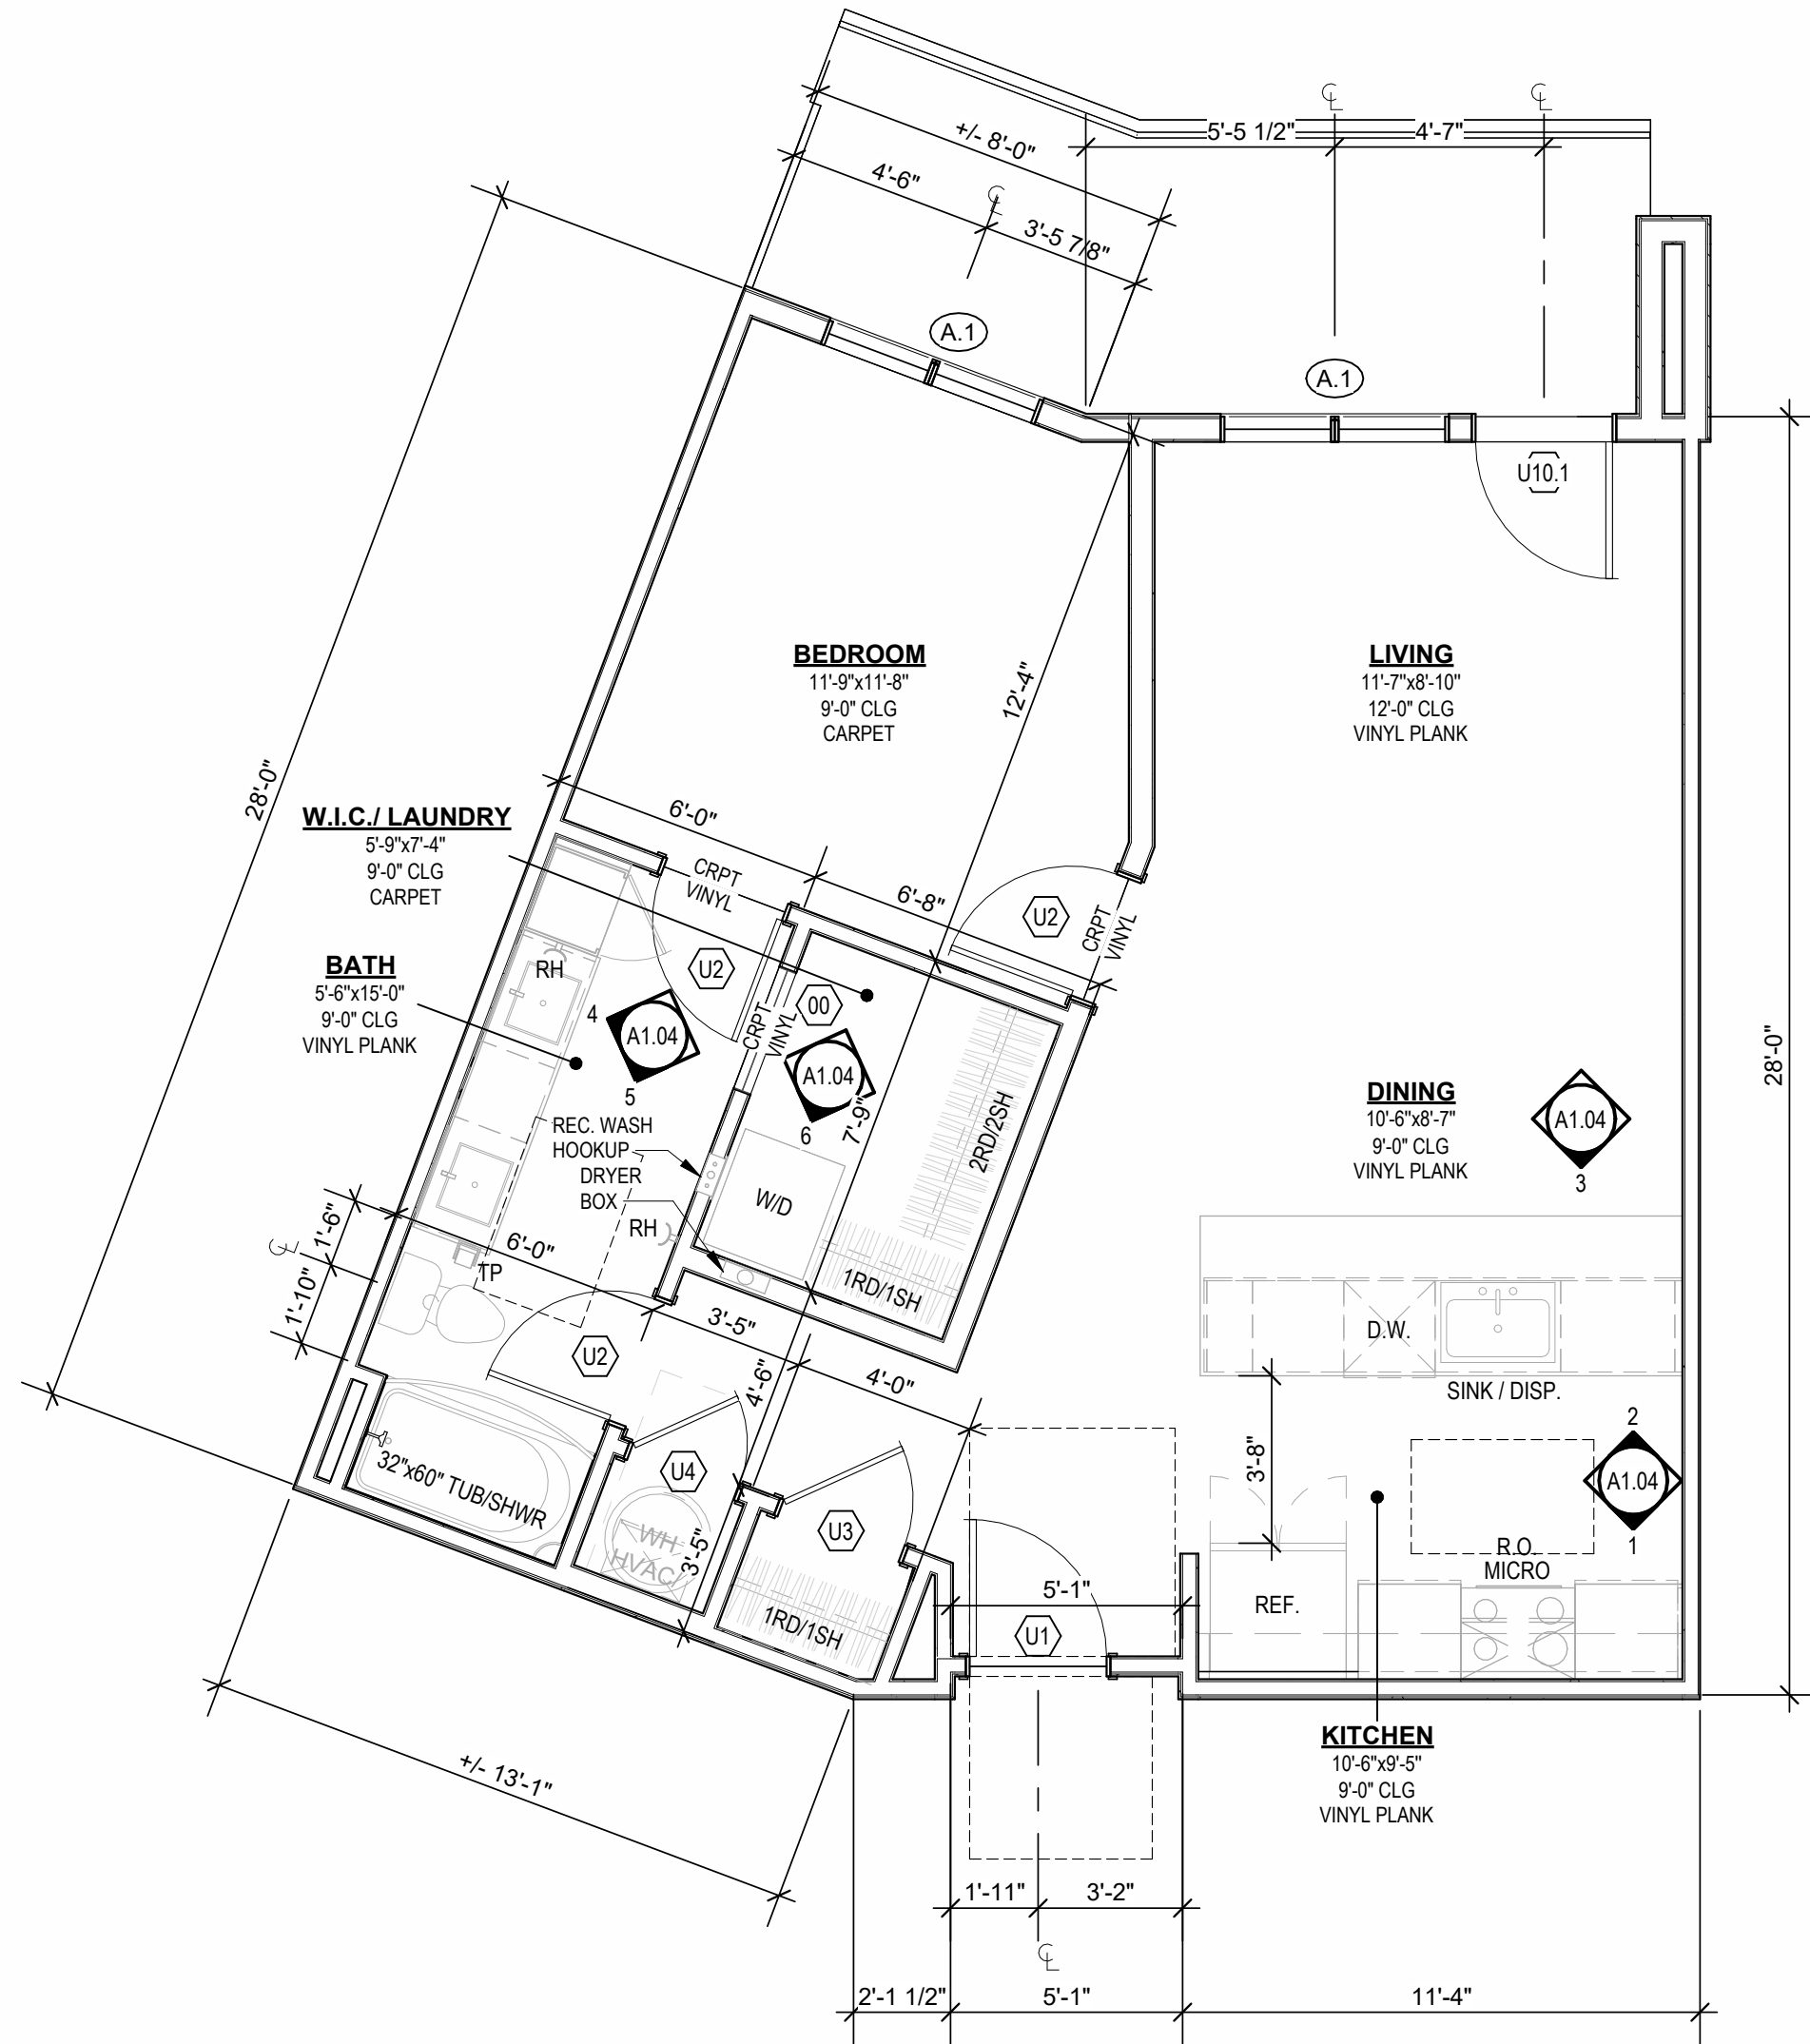 ℄
℄
5'-5 1/2"
4'-7"
+/- 8'-0"
4'-6"
℄
3'-5 7/8"
A.1
A.1
U10.1
BEDROOM
11'-9"x11'-8"
9'-0" CLG
CARPET
LIVING
11'-7"x8'-10"
12'-0" CLG
VINYL PLANK
12'-4"
28'-0"
W.I.C./ LAUNDRY
5'-9"x7'-4"
9'-0" CLG
CARPET
6'-0"
CRPT
VINYL
6'-8"
U2
CRPT
VINYL
BATH
5'-6"x15'-0"
9'-0" CLG
VINYL PLANK
RH
U2
4
A1.04
5
CRPT
VINYL
00
A1.04
6
7'-9"
2RD/2SH
28'-0"
DINING
10'-6"x8'-7"
9'-0" CLG
VINYL PLANK
A1.04
3
REC. WASH
HOOKUP
DRYER
BOX
W/D
RH
1RD/1SH
℄
1'-6"
1'-10"
6'-0"
TP
3'-5"
U2
4'-6"
4'-0"
D.W.
SINK / DISP.
3'-8"
2
A1.04
1
32"x60" TUB/SHWR
U4
WH
HVAC/
3'-5"
U3
1RD/1SH
R.O.
MICRO
REF.
5'-1"
U1
KITCHEN
10'-6"x9'-5"
9'-0" CLG
VINYL PLANK
+/- 13'-1"
1'-11"
3'-2"
℄
2'-1 1/2"
5'-1"
11'-4"